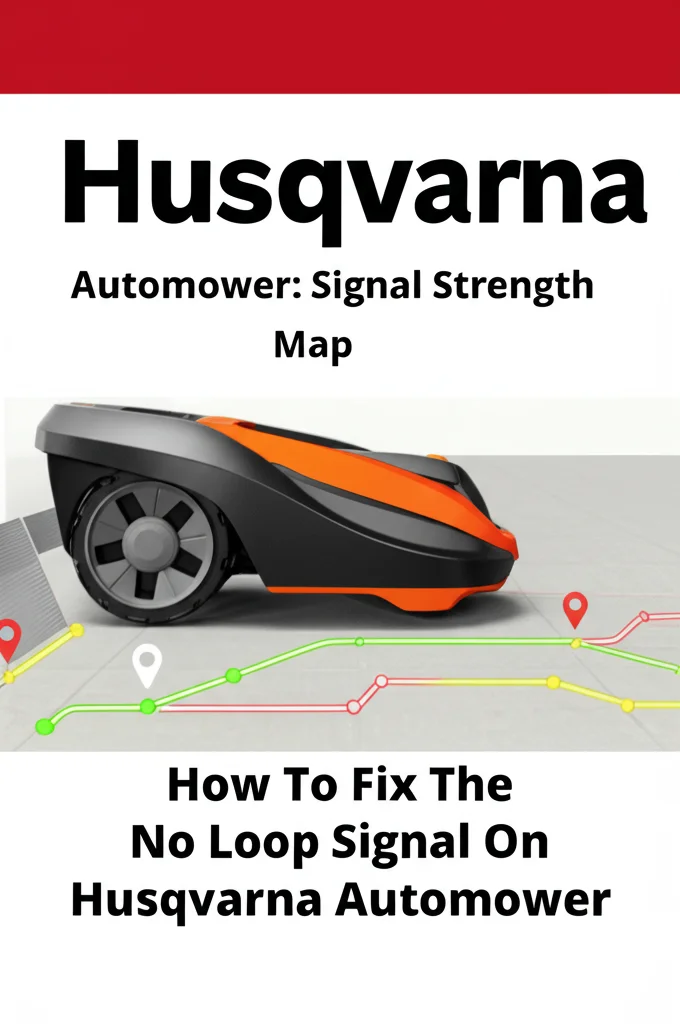 Husqvarna
Automower: Signal Strength
Map
How To Fix The
No Loop Signal On
Husqvarna Automower